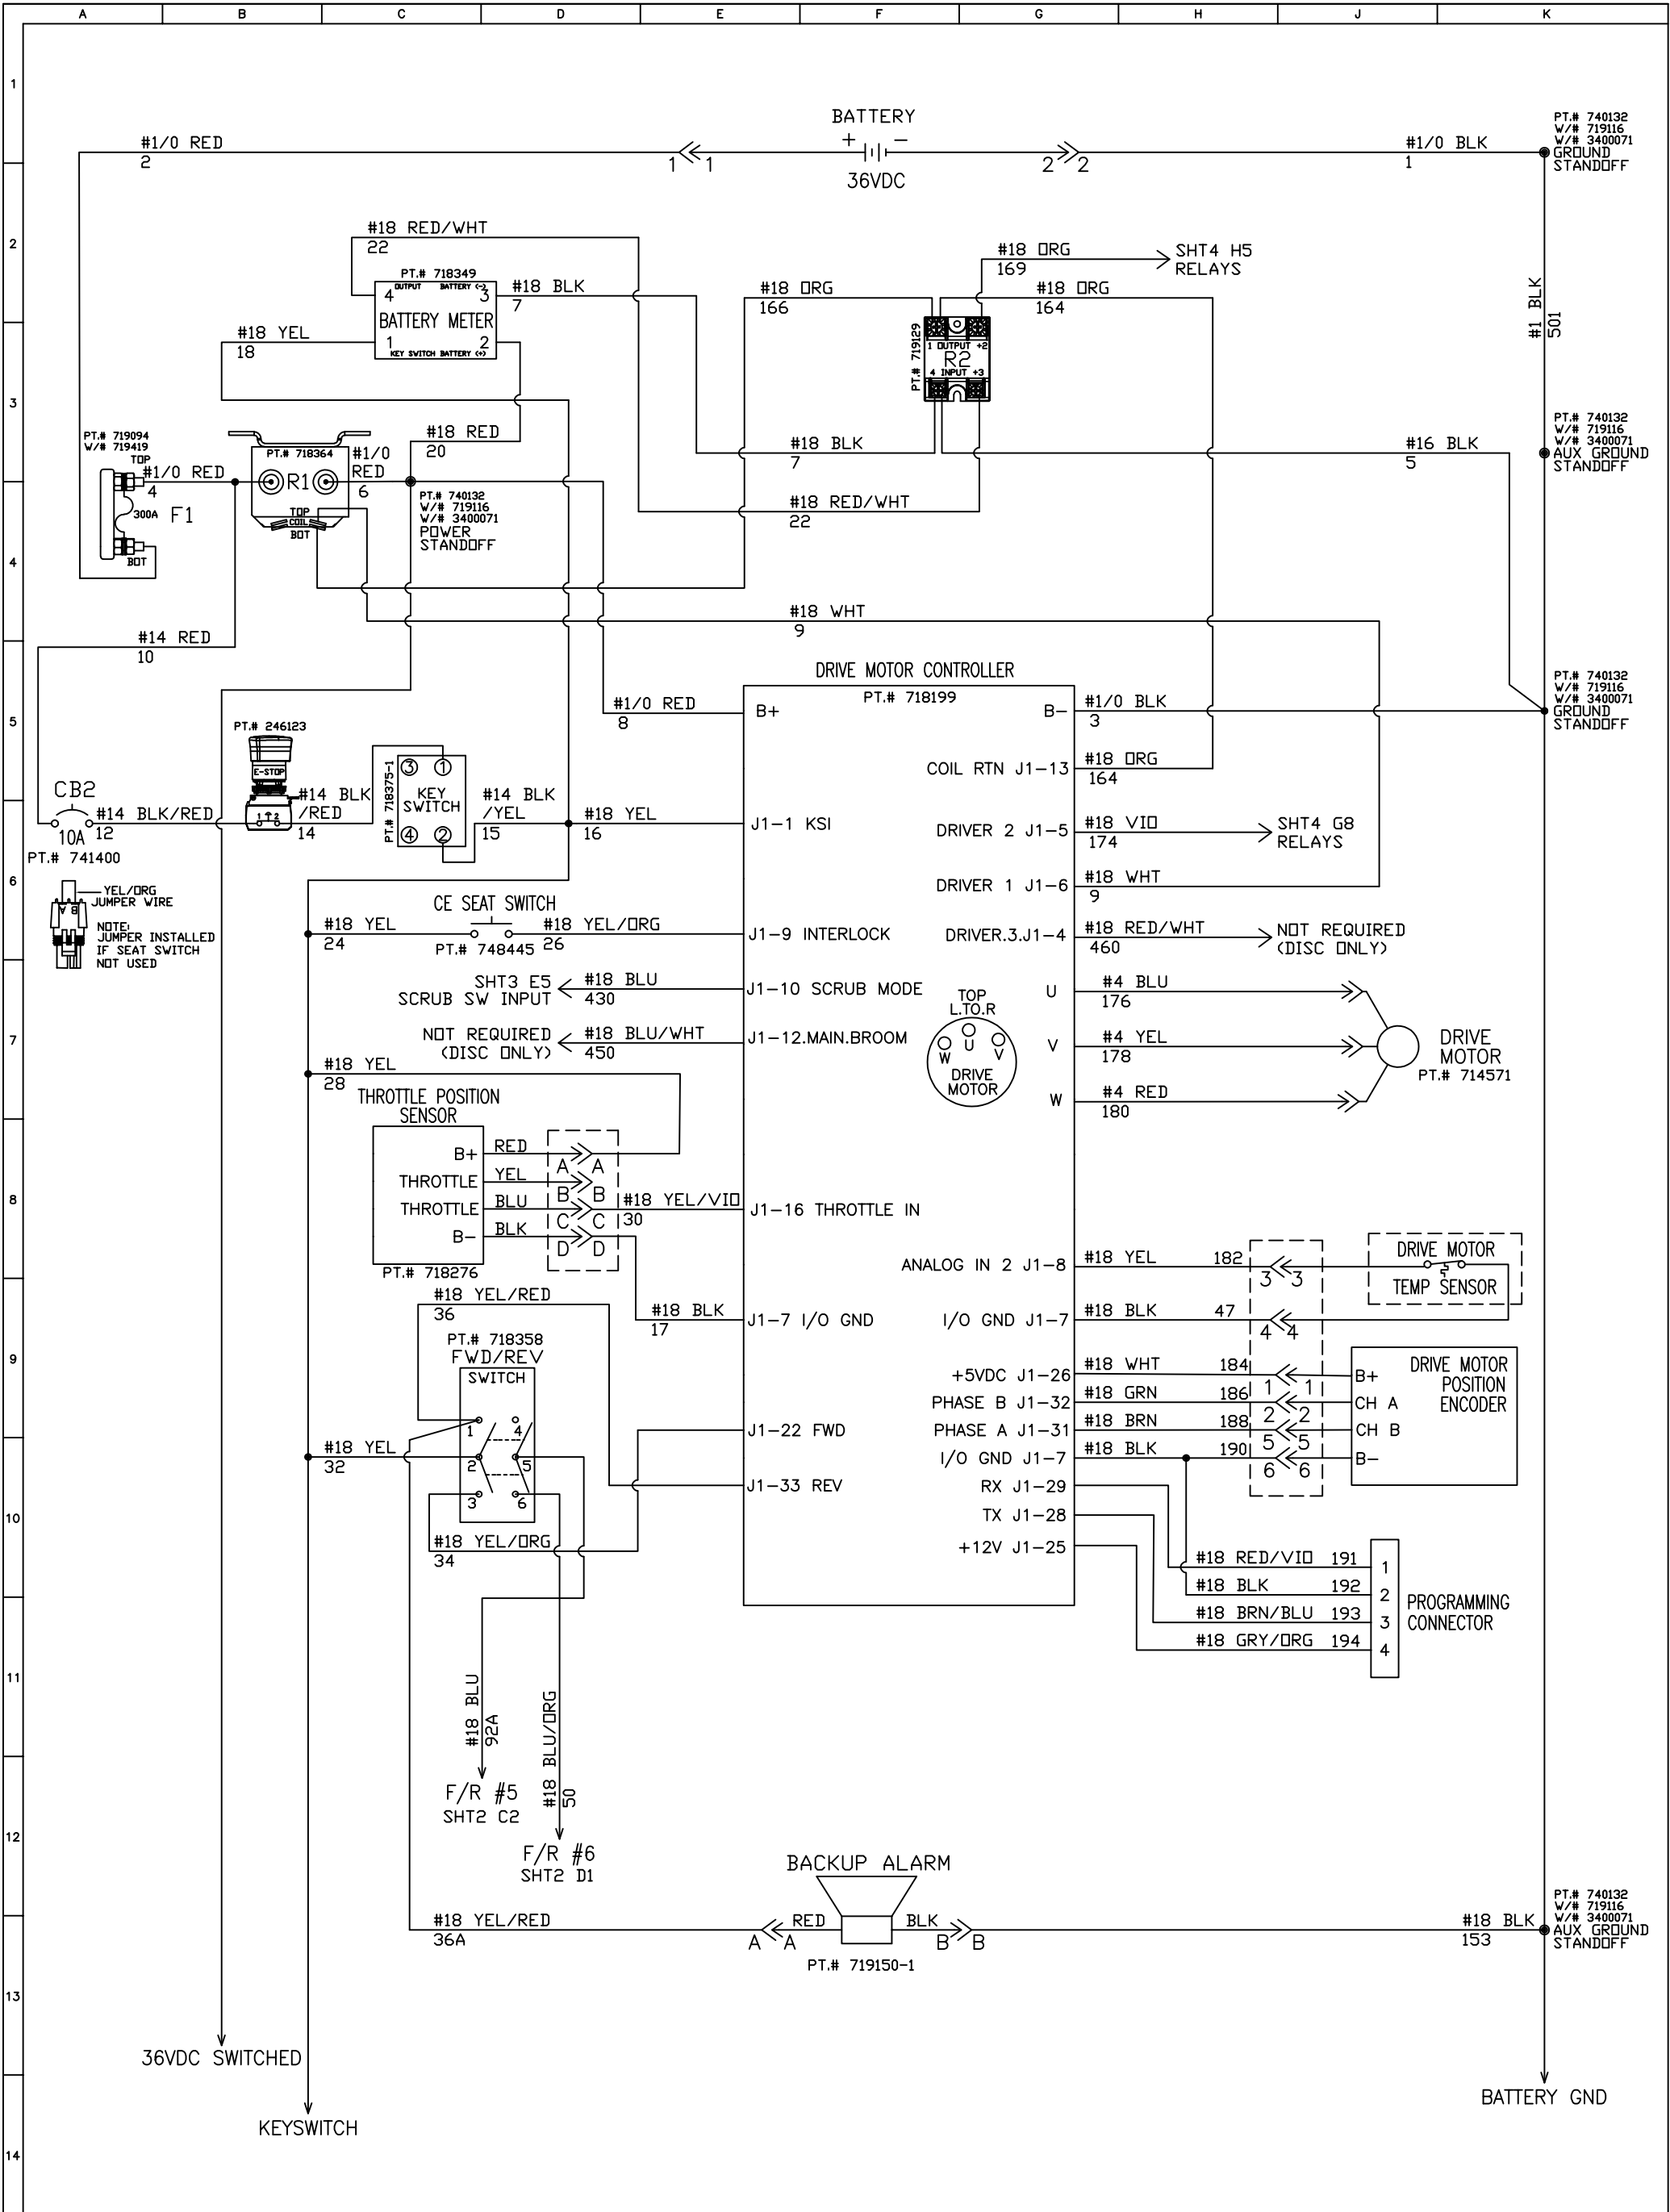 A B C D E F G H J K
1
BATTERY
+ −
36VDC
#1/0 RED
2
1 1
2 2
#1/0 BLK
1
PT.# 740132
W/# 719116
W/# 3400071
GROUND
STANDOFF
2
#18 RED/WHT
22
PT.# 718349
OUTPUT BATTERY (-)
4 3
BATTERY METER
1 2
KEY SWITCH BATTERY (+)
#18 BLK
7
#18 YEL
18
#18 ORG
169
SHT4 H5
RELAYS
#18 ORG
166
#18 ORG
164
PT.# 719129
1 OUTPUT +2
R2
4 INPUT +3
#1 BLK
501
3
#18 RED
20
#18 BLK
7
#16 BLK
5
PT.# 740132
W/# 719116
W/# 3400071
AUX GROUND
STANDOFF
PT.# 719094
W/# 719419
TOP
#1/0 RED
4
300A F1
BOT
PT.# 718364
R1
TOP
COIL
BOT
#1/0
RED
6
PT.# 740132
W/# 719116
W/# 3400071
POWER
STANDOFF
#18 RED/WHT
22
4
#18 WHT
9
#14 RED
10
DRIVE MOTOR CONTROLLER
PT.# 718199
PT.# 740132
W/# 719116
W/# 3400071
GROUND
STANDOFF
5
#1/0 RED
8
B+
B−
#1/0 BLK
3
PT.# 246123
E-STOP
1 2
COIL RTN J1−13
#18 ORG
164
CB2
10A
PT.# 741400
#14 BLK/RED
12
#14 BLK
/RED
14
PT.# 718375-1
3 1
KEY
SWITCH
4 2
#14 BLK
/YEL
15
#18 YEL
16
J1−1 KSI
DRIVER 2 J1−5
#18 VIO
174
SHT4 G8
RELAYS
6
YEL/ORG
JUMPER WIRE
A B
NOTE:
JUMPER INSTALLED
IF SEAT SWITCH
NOT USED
DRIVER 1 J1−6
#18 WHT
9
CE SEAT SWITCH
#18 YEL
24
PT.# 748445
#18 YEL/ORG
26
J1−9 INTERLOCK
DRIVER.3.J1−4
#18 RED/WHT
460
NOT REQUIRED
(DISC ONLY)
SHT3 E5
SCRUB SW INPUT
#18 BLU
430
J1−10 SCRUB MODE
TOP
L.TO.R
W U V
DRIVE
MOTOR
U
#4 BLU
176
7
NOT REQUIRED
(DISC ONLY)
#18 BLU/WHT
450
J1−12.MAIN.BROOM
V
#4 YEL
178
DRIVE
MOTOR
PT.# 714571
W
#4 RED
180
#18 YEL
28
THROTTLE POSITION
SENSOR
B+
RED
A A
THROTTLE
YEL
B B
8
THROTTLE
BLU
C C
#18 YEL/VIO
30
J1−16 THROTTLE IN
B−
BLK
D D
PT.# 718276
ANALOG IN 2 J1−8
#18 YEL 182
3 3
DRIVE MOTOR
TEMP SENSOR
#18 YEL/RED
36
#18 BLK
17
J1−7 I/O GND
I/O GND J1−7
#18 BLK 47
4 4
9
PT.# 718358
FWD/REV
SWITCH
1 4
2 5
3 6
+5VDC J1−26
#18 WHT 184
1 1
B+
DRIVE MOTOR
POSITION
ENCODER
PHASE B J1−32
#18 GRN 186
2 2
CH A
J1−22 FWD
PHASE A J1−31
#18 BRN 188
5 5
CH B
#18 YEL
32
I/O GND J1−7
#18 BLK 190
6 6
B−
J1−33 REV
RX J1−29
10
TX J1−28
#18 YEL/ORG
34
+12V J1−25
#18 RED/VIO 191
1
#18 BLK 192
2
#18 BRN/BLU 193
3
#18 GRY/ORG 194
4
PROGRAMMING
CONNECTOR
11
#18 BLU
92A
#18 BLU/ORG
50
F/R #5
SHT2 C2
12
F/R #6
SHT2 D1
BACKUP ALARM
#18 YEL/RED
36A
A A
RED
BLK
B B
PT.# 719150-1
#18 BLK
153
PT.# 740132
W/# 719116
W/# 3400071
AUX GROUND
STANDOFF
13
36VDC SWITCHED
BATTERY GND
KEYSWITCH
14